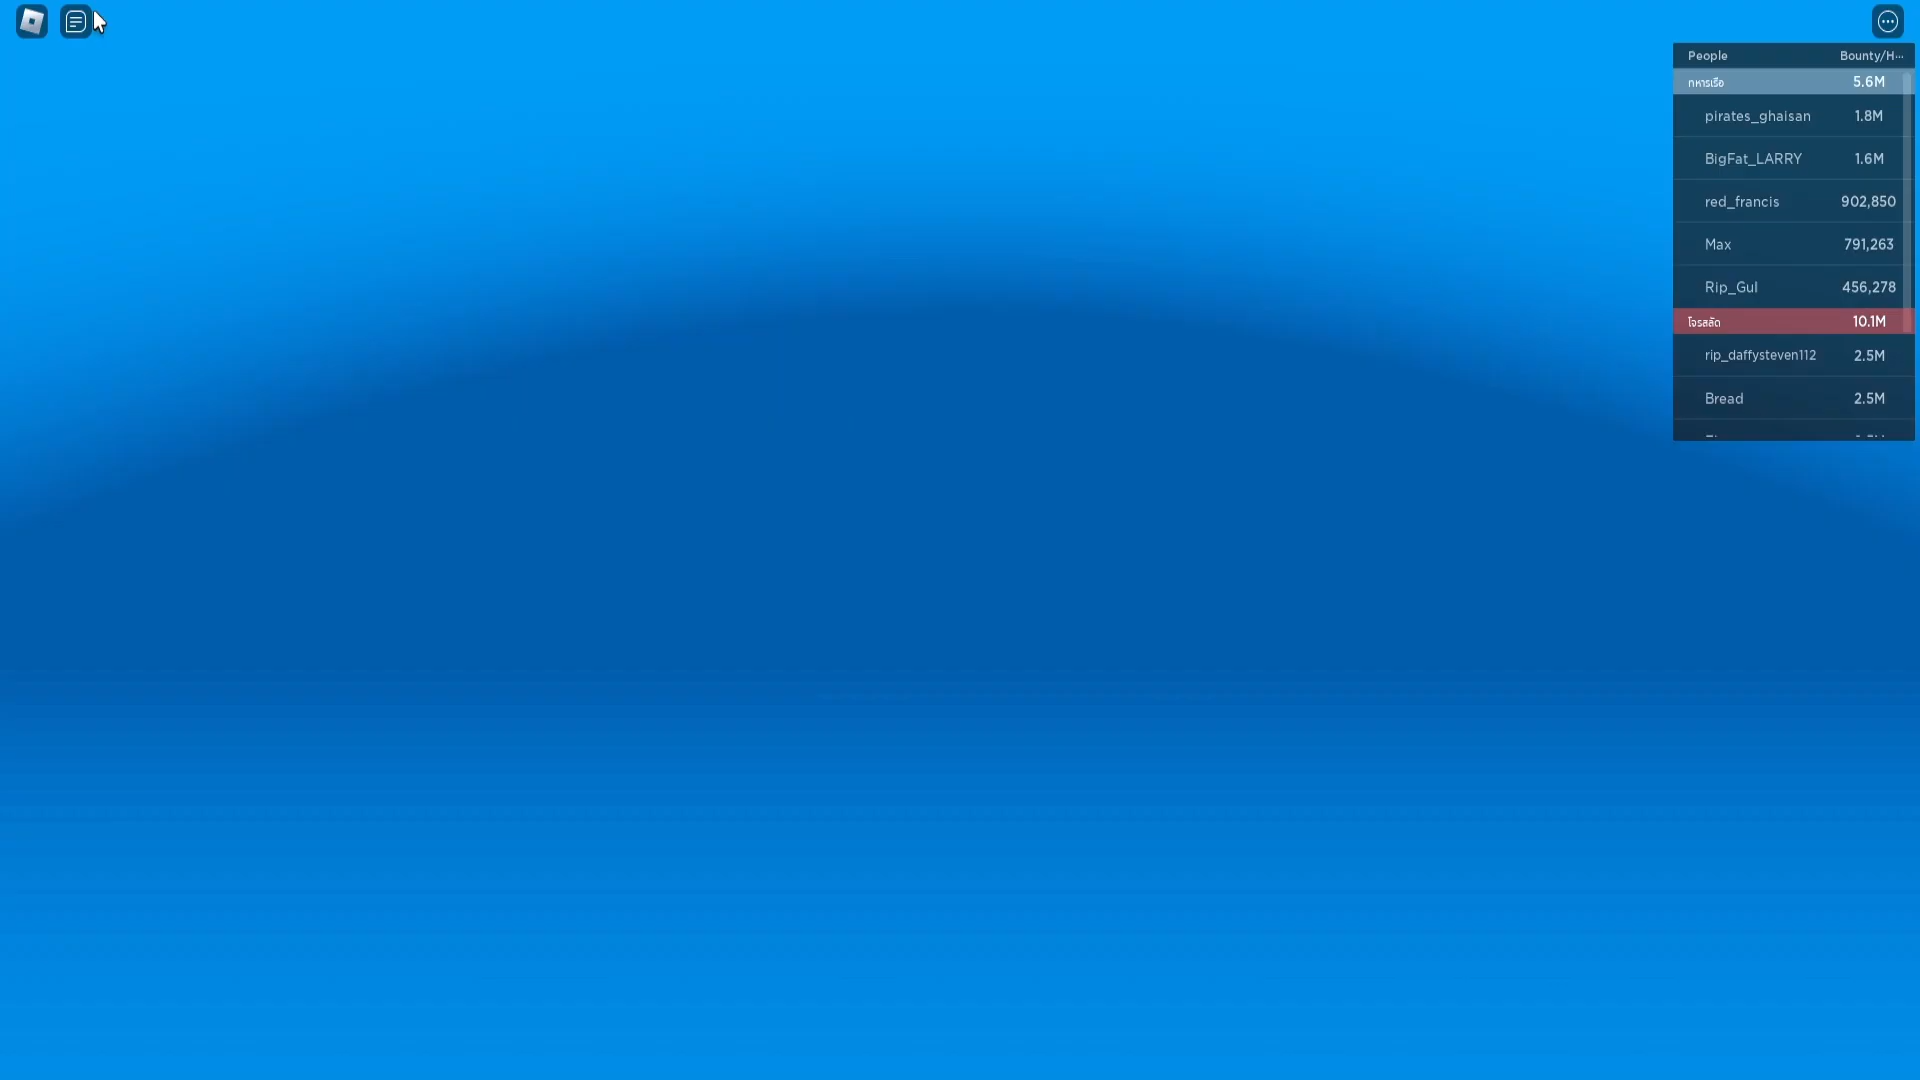 People Bounty/H...
ทหารเรือ 5.6M
pirates_ghaisan 1.8M
BigFat_LARRY 1.6M
red_francis 902,850
Max 791,263
Rip_Gul 456,278
โจรสลัด 10.1M
rip_daffysteven112 2.5M
Bread 2.5M